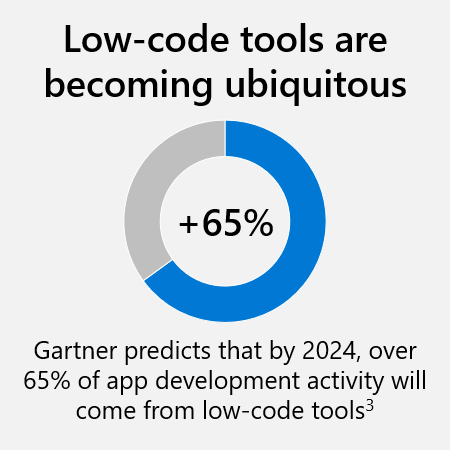 Low-code tools are
becoming ubiquitous
+65%
Gartner predicts that by 2024, over
65% of app development activity will
come from low-code tools³